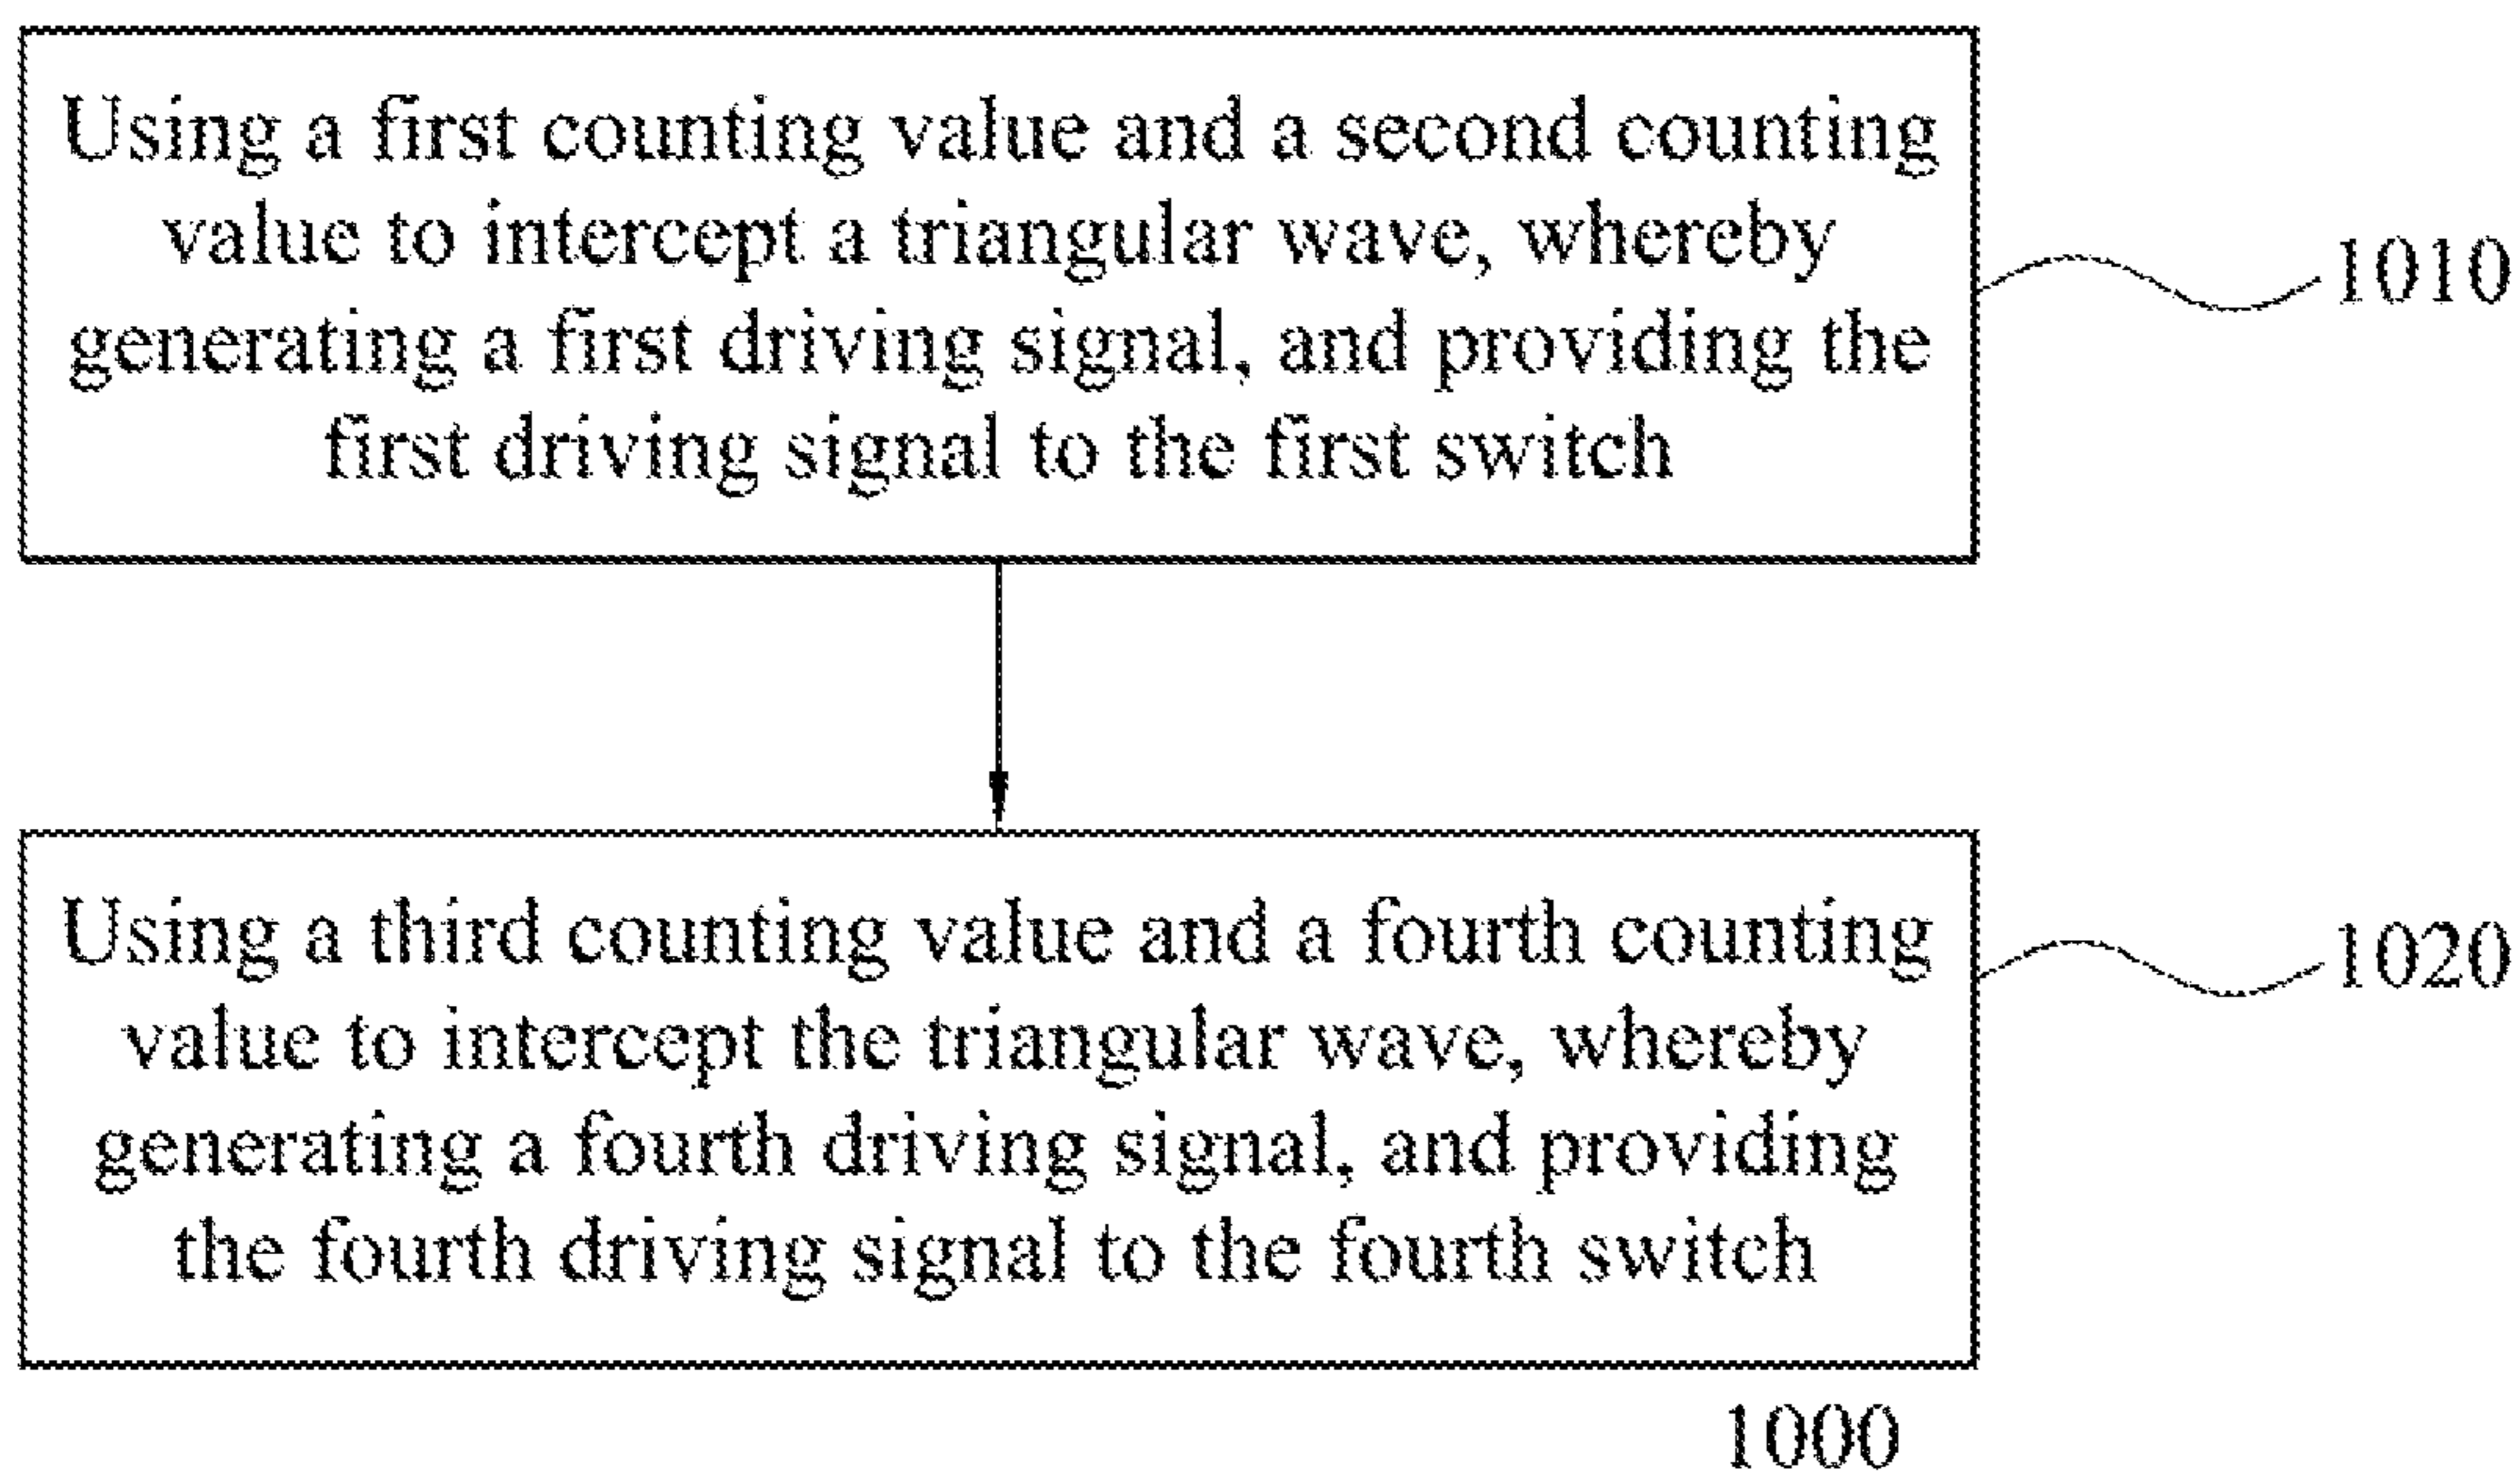 Using a first counting value and a second counting
value to intercept a triangular wave, whereby
generating a first driving signal, and providing the
first driving signal to the first switch
1010
Using a third counting value and a fourth counting
value to intercept the triangular wave, whereby
generating a fourth driving signal, and providing
the fourth driving signal to the fourth switch
1020
1000